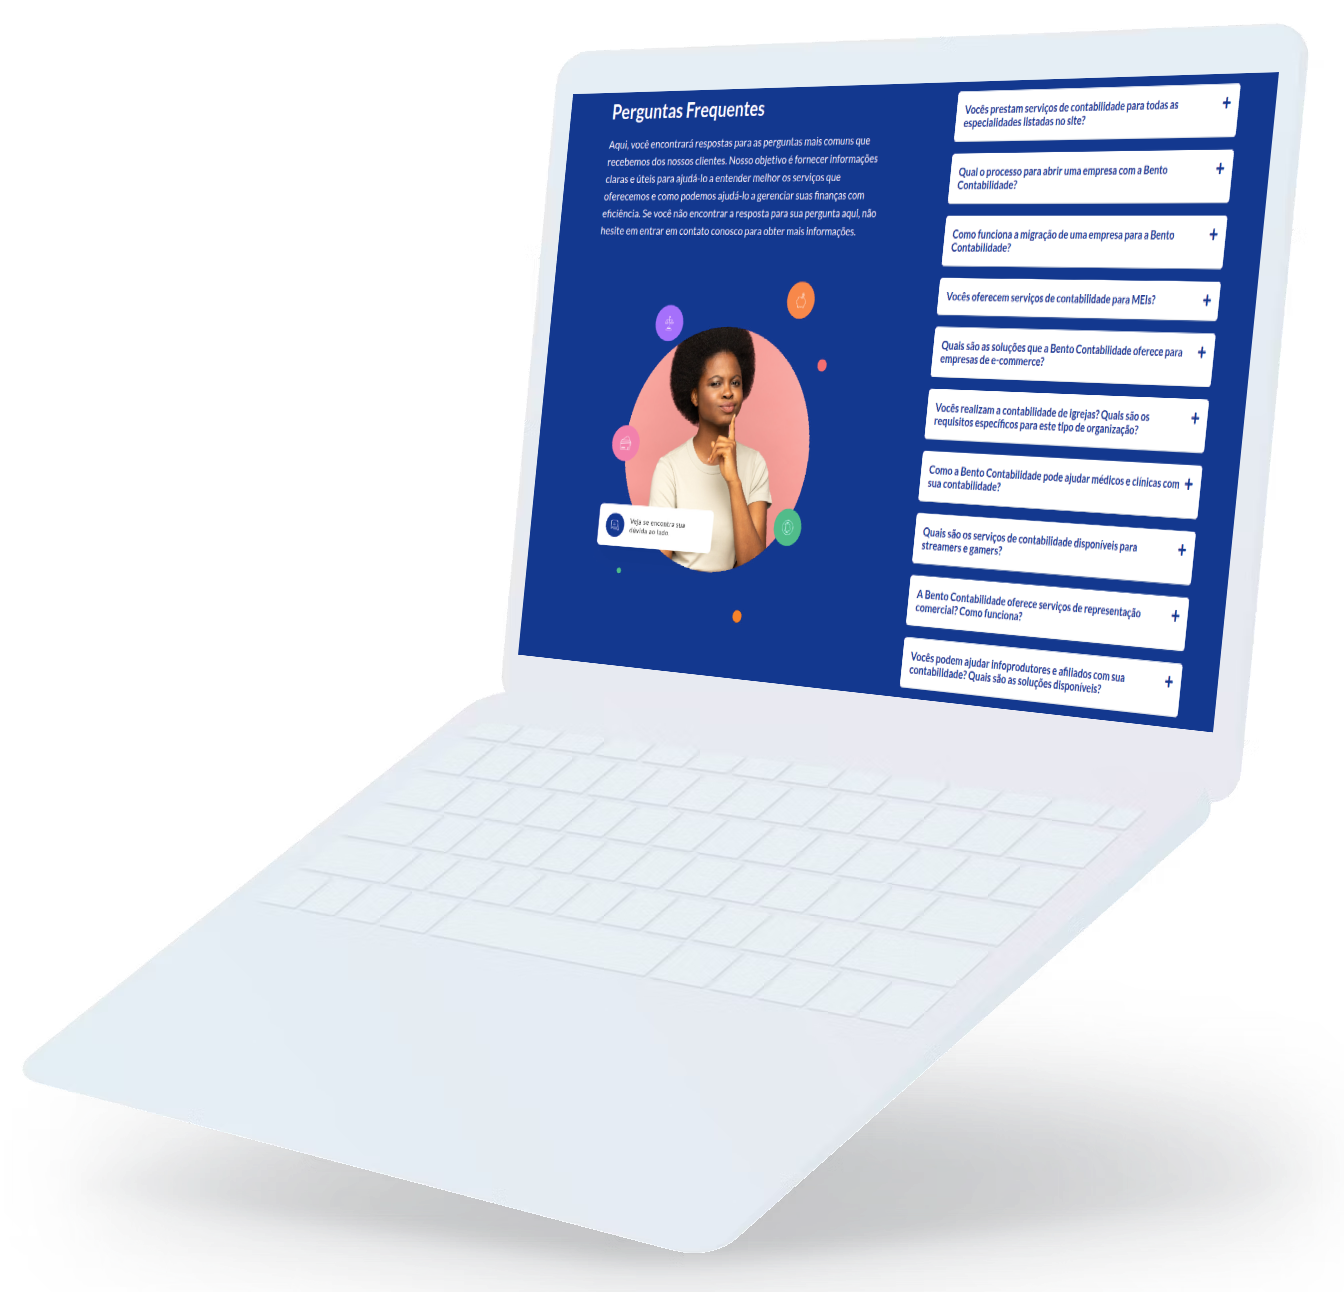 Perguntas Frequentes
Aqui, você encontrará respostas para as perguntas mais comuns que
recebemos dos nossos clientes. Nosso objetivo é fornecer informações
claras e úteis para ajudá-lo a entender melhor os serviços que
oferecemos e como podemos ajudá-lo a gerenciar suas finanças com
eficiência. Se você não encontrar a resposta para sua pergunta aqui, não
hesite em entrar em contato conosco para obter mais informações.
Veja se encontra sua
dúvida ao lado
Vocês prestam serviços de contabilidade para todas as
especialidades listadas no site?
+
Qual o processo para abrir uma empresa com a Bento
Contabilidade?
+
Como funciona a migração de uma empresa para a Bento
Contabilidade?
+
Vocês oferecem serviços de contabilidade para MEIs?
+
Quais são as soluções que a Bento Contabilidade oferece para
empresas de e-commerce?
+
Vocês realizam a contabilidade de igrejas? Quais são os
requisitos específicos para este tipo de organização?
+
Como a Bento Contabilidade pode ajudar médicos e clínicas com
sua contabilidade?
+
Quais são os serviços de contabilidade disponíveis para
streamers e gamers?
+
A Bento Contabilidade oferece serviços de representação
comercial? Como funciona?
+
Vocês podem ajudar infoprodutores e afiliados com sua
contabilidade? Quais são as soluções disponíveis?
+